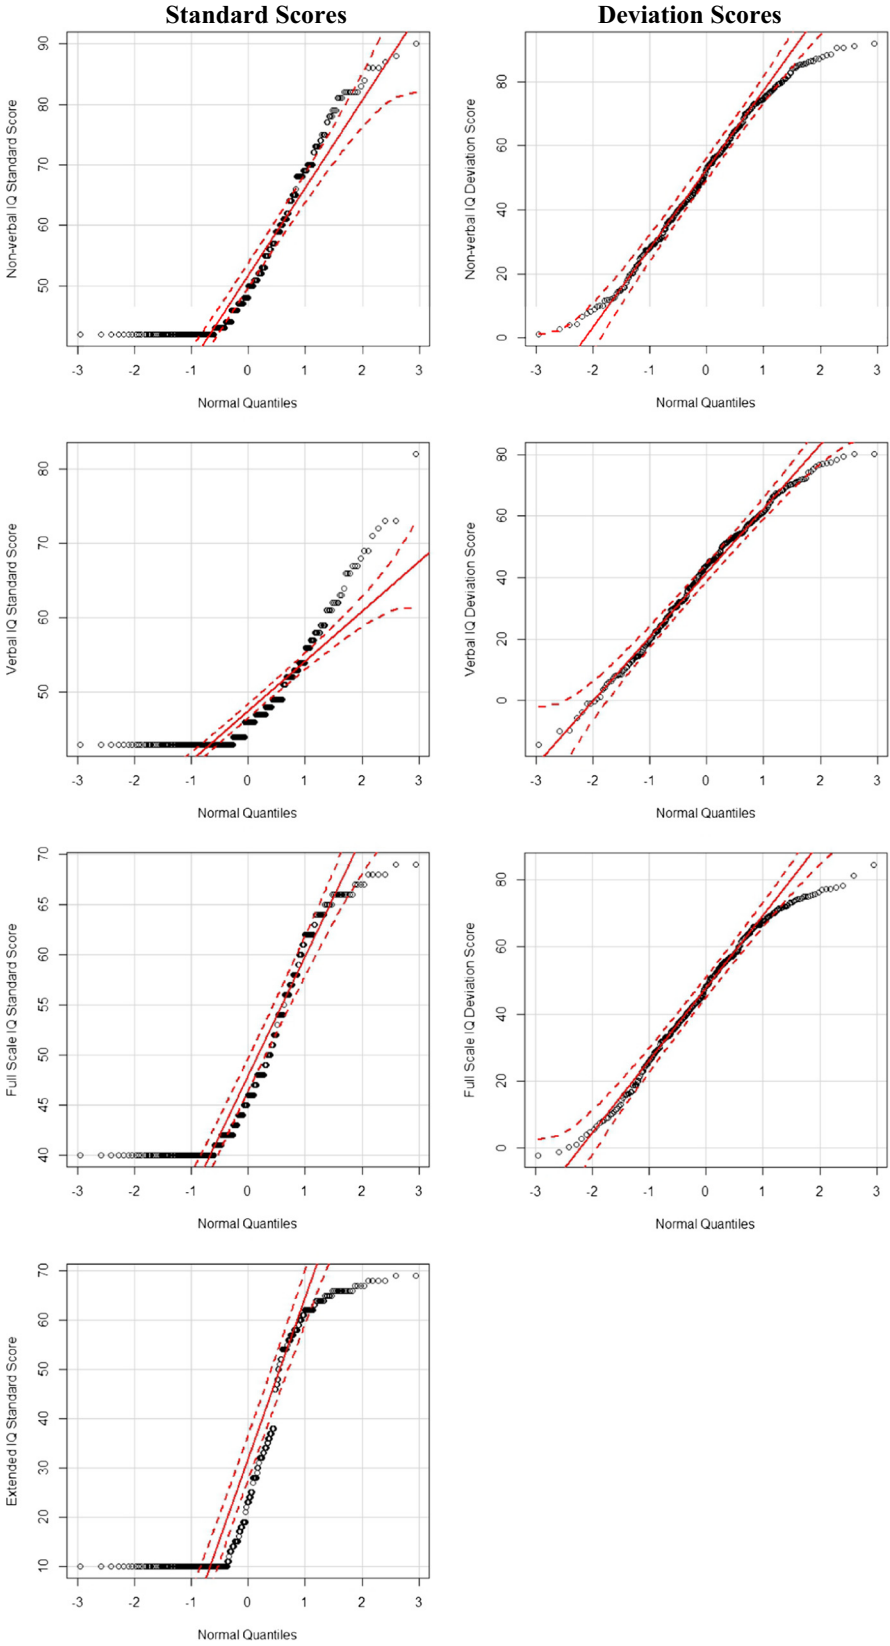 Standard Scores
Deviation Scores
Non-verbal IQ Standard Score
90
80
70
60
50
-3 -2 -1 0 1 2 3
Normal Quantiles
Non-verbal IQ Deviation Score
80
60
40
20
0
-3 -2 -1 0 1 2 3
Normal Quantiles
Verbal IQ Standard Score
80
70
60
50
-3 -2 -1 0 1 2 3
Normal Quantiles
Verbal IQ Deviation Score
80
60
40
20
0
-3 -2 -1 0 1 2 3
Normal Quantiles
Full Scale IQ Standard Score
70
65
60
55
50
45
40
-3 -2 -1 0 1 2 3
Normal Quantiles
Full Scale IQ Deviation Score
80
60
40
20
0
-3 -2 -1 0 1 2 3
Normal Quantiles
Extended IQ Standard Score
70
60
50
40
30
20
10
-3 -2 -1 0 1 2 3
Normal Quantiles